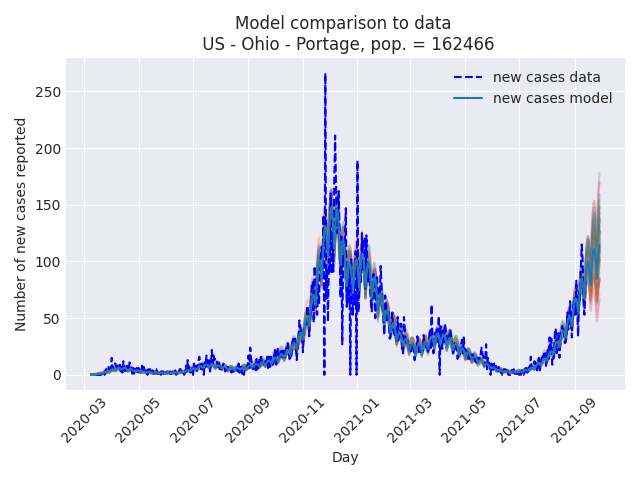 Model comparison to data
US - Ohio - Portage, pop. = 162466
new cases data
new cases model
Number of new cases reported
250
200
150
100
50
0
2020-03
2020-05
2020-07
2020-09
2020-11
2021-01
2021-03
2021-05
2021-07
2021-09
Day